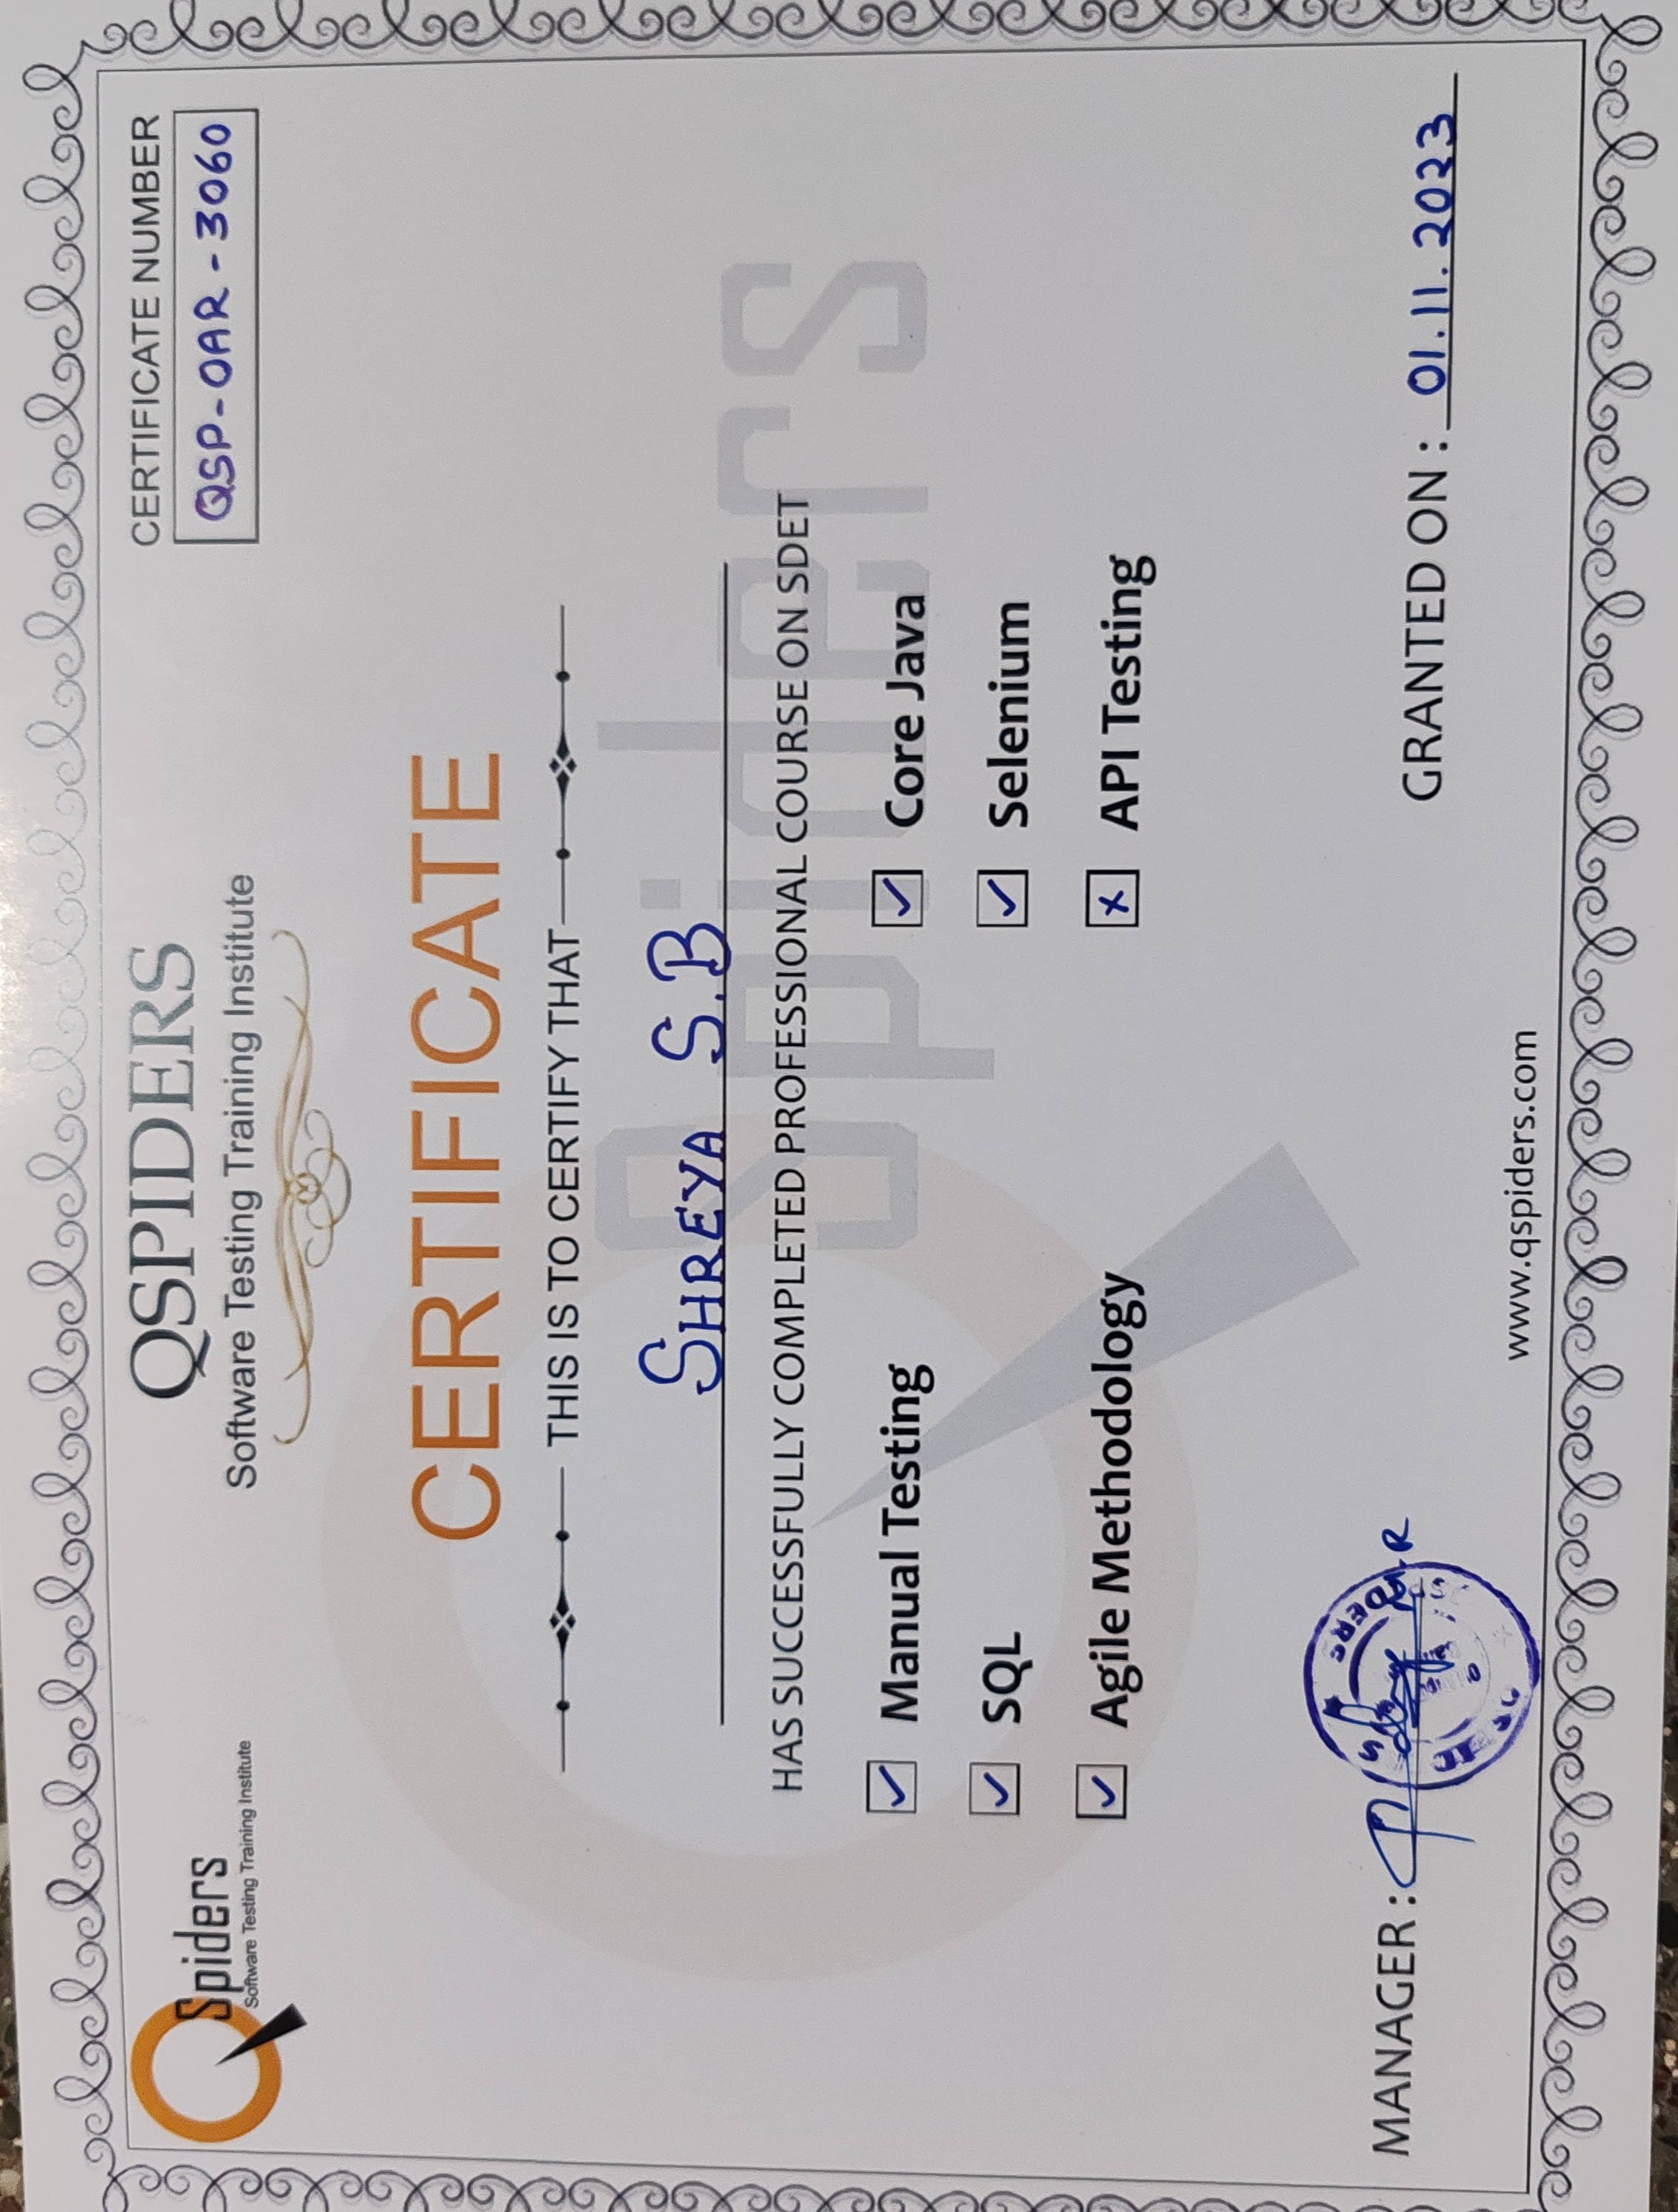 Spiders
Software Testing Training Institute
QSPIDERS
Software Testing Training Institute
CERTIFICATE NUMBER
QSP-OAR-3060
CERTIFICATE
THIS IS TO CERTIFY THAT
SHREYA S.B
HAS SUCCESSFULLY COMPLETED PROFESSIONAL COURSE ON SDET
Manual Testing
Core Java
SQL
Selenium
Agile Methodology
API Testing
MANAGER :
GRANTED ON : 01.11.2023
www.qspiders.com
Spiders